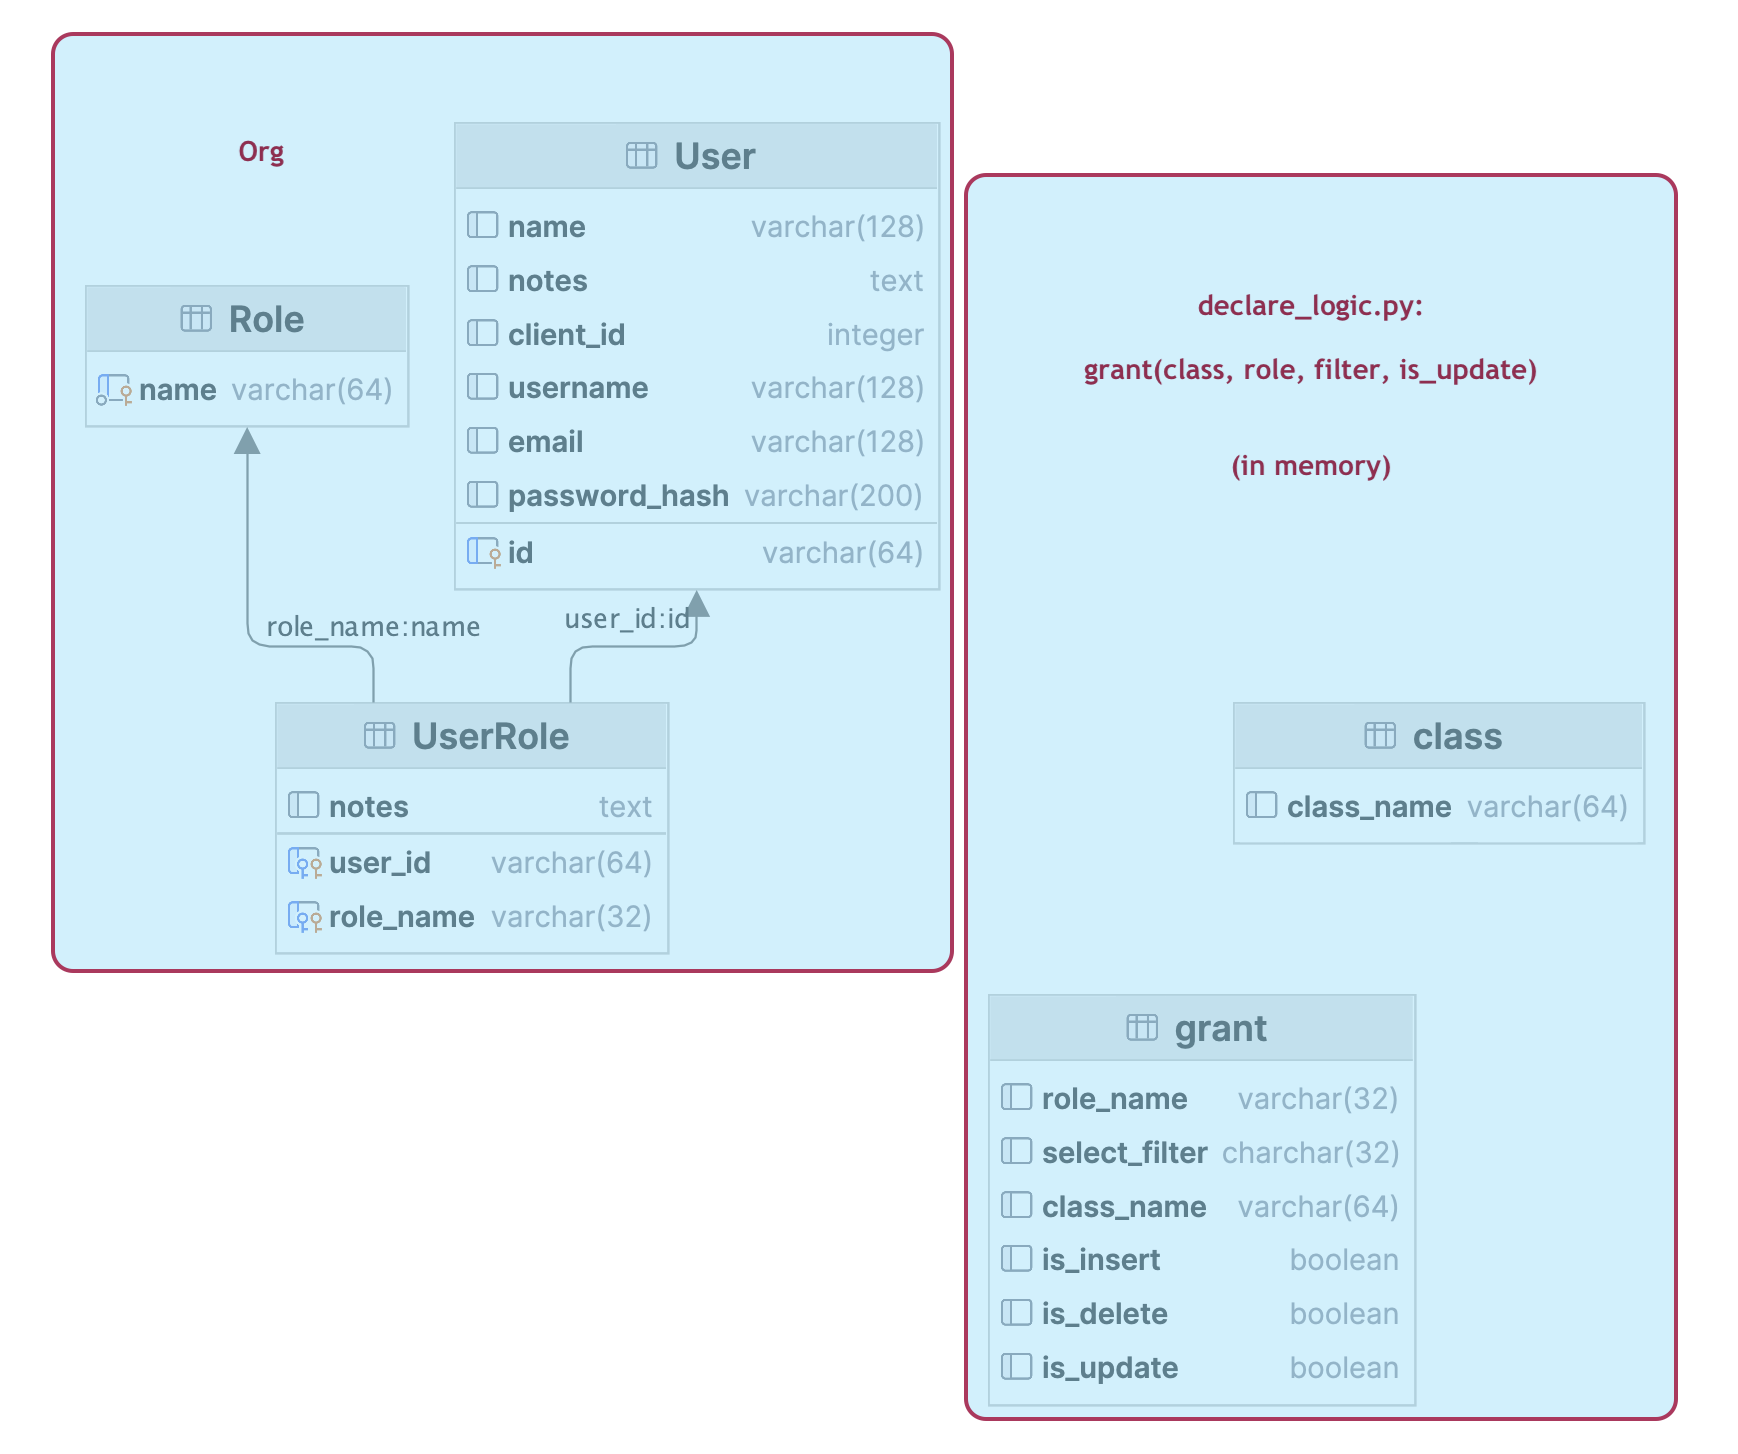 Org
User
name varchar(128)
notes text
client_id integer
username varchar(128)
email varchar(128)
password_hash varchar(200)
id varchar(64)
Role
name varchar(64)
role_name:name
user_id:id
UserRole
notes text
user_id varchar(64)
role_name varchar(32)
declare_logic.py:
grant(class, role, filter, is_update)
(in memory)
class
class_name varchar(64)
grant
role_name varchar(32)
select_filter charchar(32)
class_name varchar(64)
is_insert boolean
is_delete boolean
is_update boolean